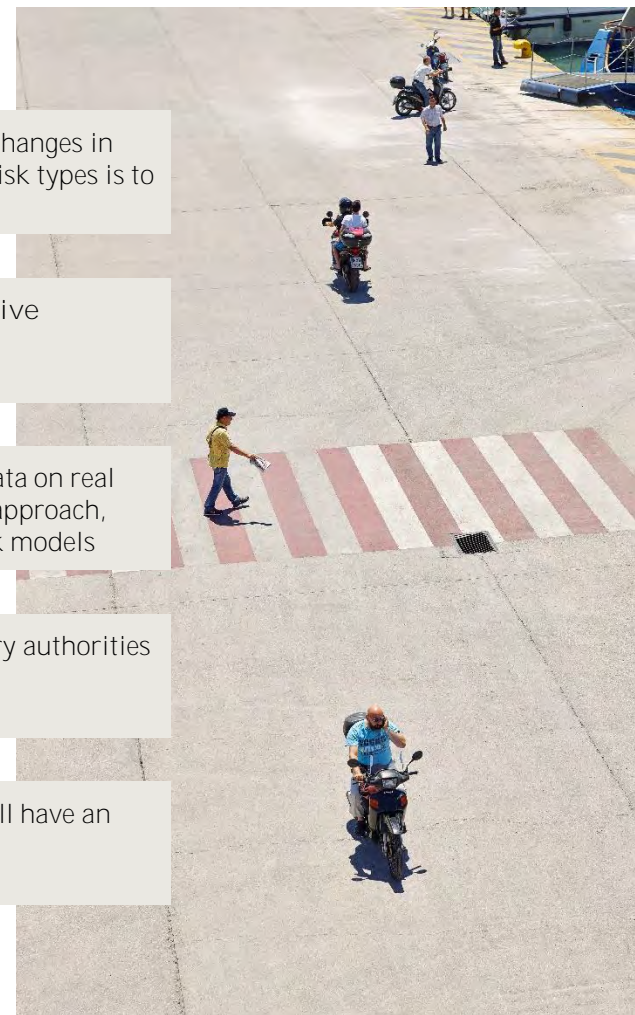 hanges in
isk types is to
ive
ata on real
approach,
k models
ry authorities
ll have an